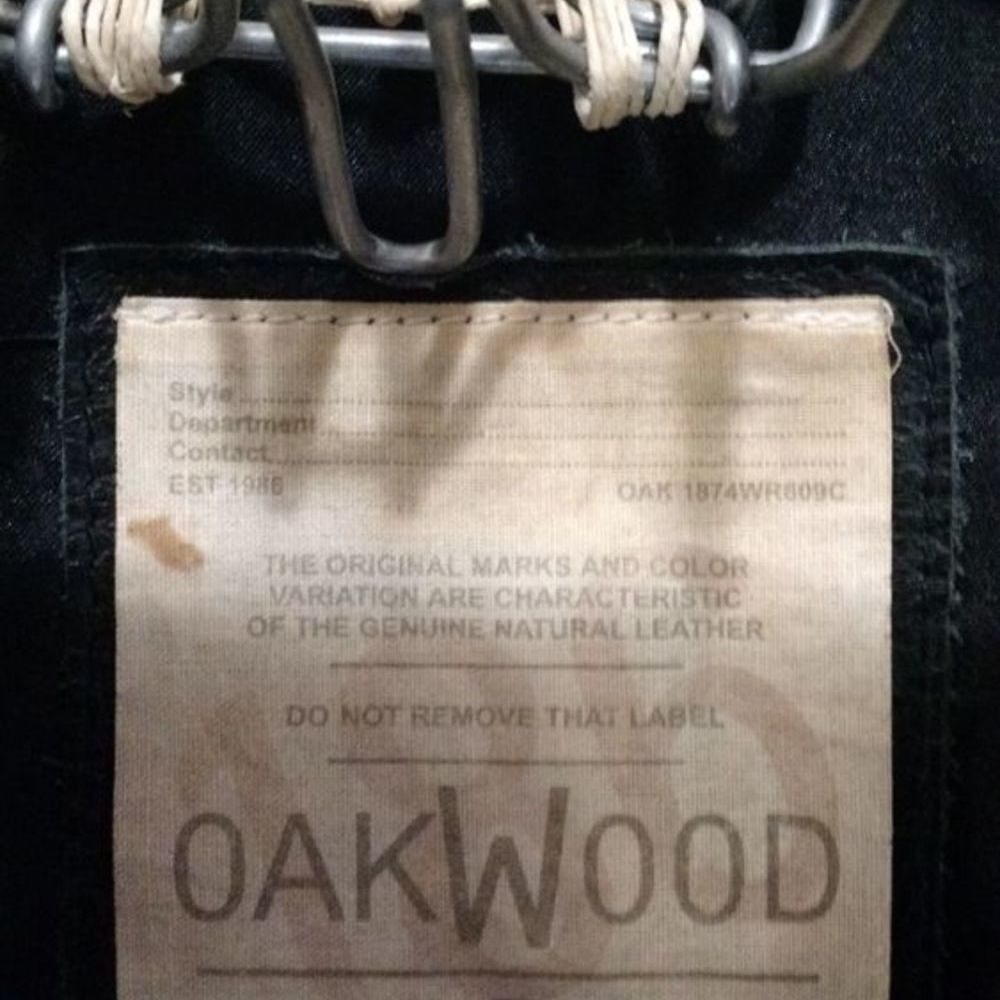 Style
Department
Contact
EST 1986 OAK 1874WR609C
THE ORIGINAL MARKS AND COLOR
VARIATION ARE CHARACTERISTIC
OF THE GENUINE NATURAL LEATHER
DO NOT REMOVE THAT LABEL
OAKWOOD